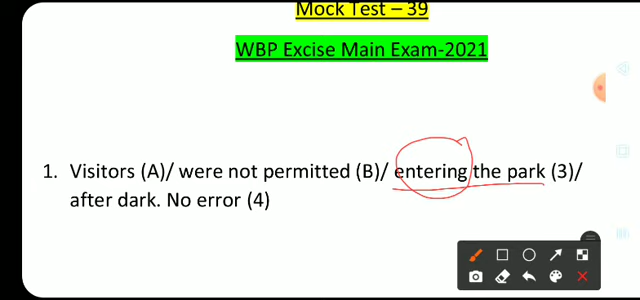 Mock Test – 39
WBP Excise Main Exam-2021
1. Visitors (A)/ were not permitted (B)/ entering the park (3)/
after dark. No error (4)